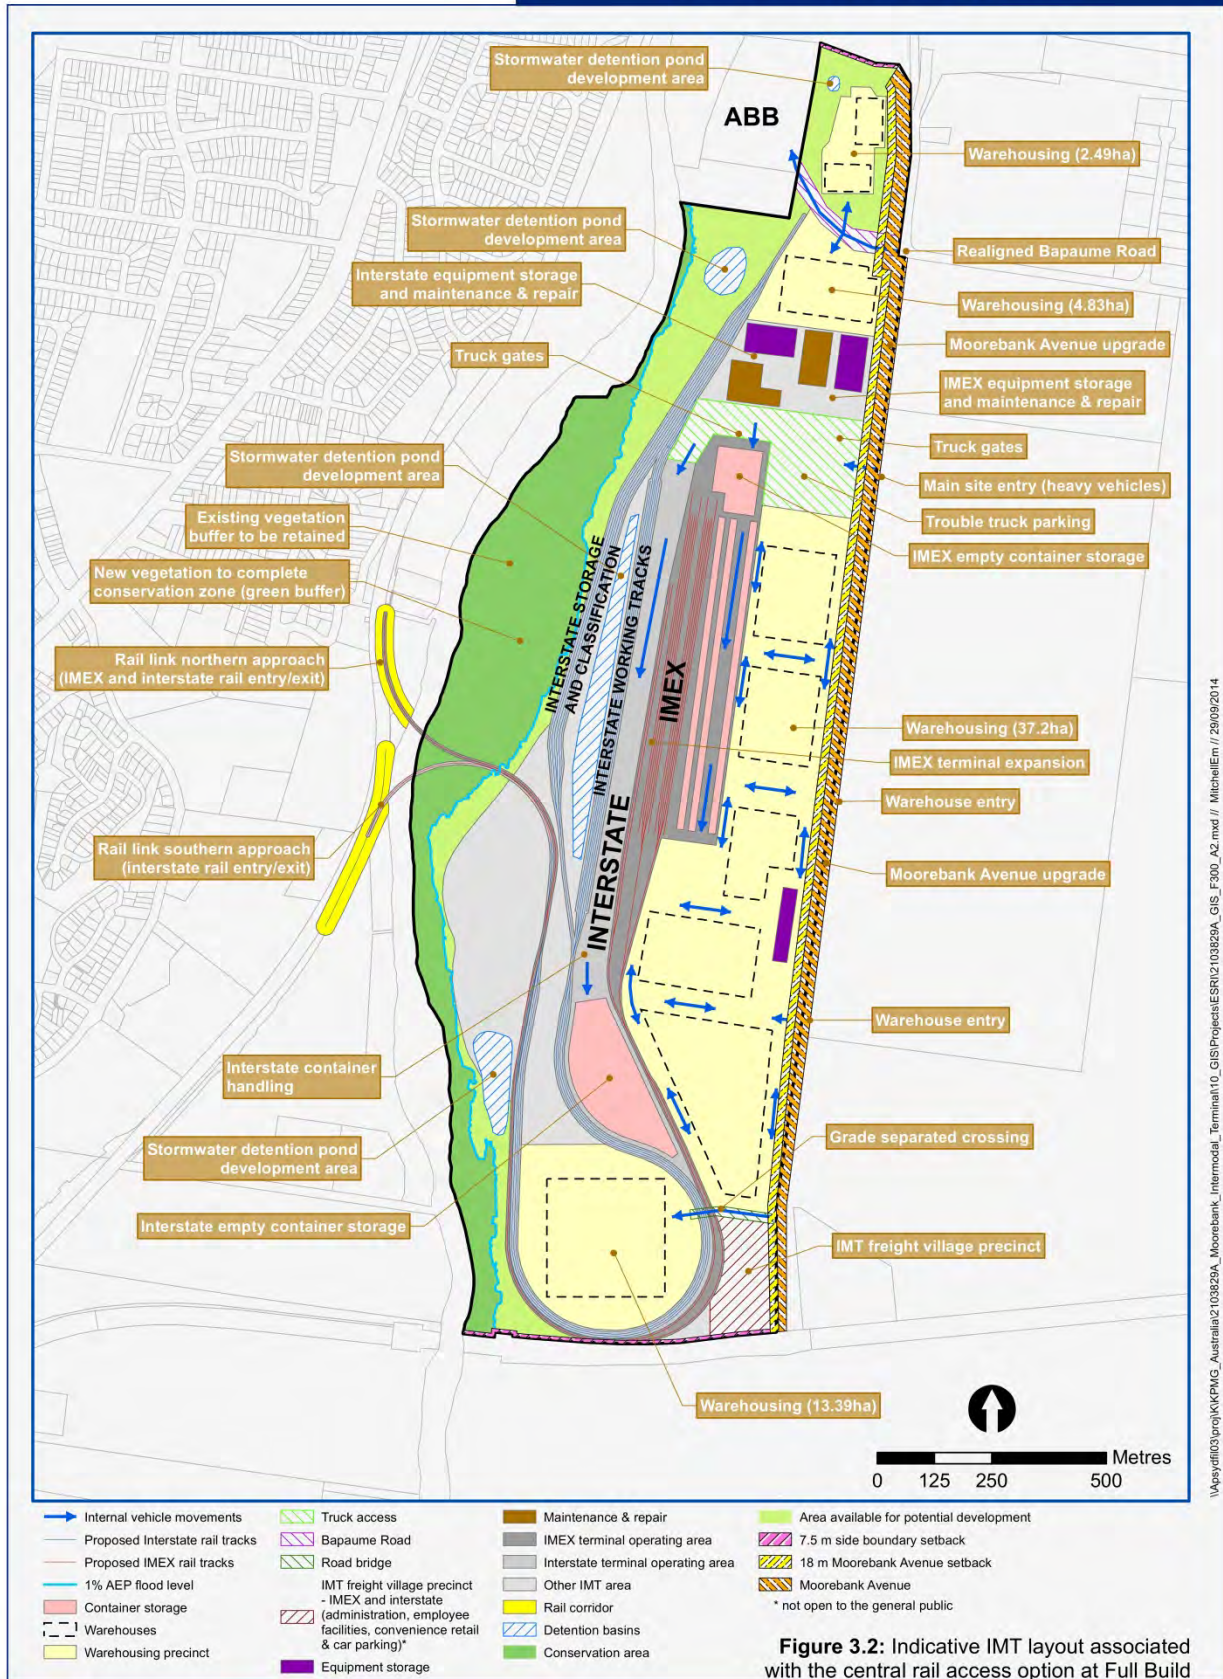 Stormwater detention pond
development area
ABB
Warehousing (2.49ha)
Stormwater detention pond
development area
Realigned Bapaume Road
Interstate equipment storage
and maintenance & repair
Warehousing (4.83ha)
Moorebank Avenue upgrade
Truck gates
IMEX equipment storage
and maintenance & repair
Truck gates
Stormwater detention pond
development area
Main site entry (heavy vehicles)
Existing vegetation
buffer to be retained
Trouble truck parking
IMEX empty container storage
New vegetation to complete
conservation zone (green buffer)
INTERSTATE STORAGE
AND CLASSIFICATION
INTERSTATE WORKING TRACKS
IMEX
INTERSTATE
Rail link northern approach
(IMEX and interstate rail entry/exit)
Warehousing (37.2ha)
IMEX terminal expansion
Warehouse entry
Rail link southern approach
(interstate rail entry/exit)
Moorebank Avenue upgrade
Warehouse entry
Interstate container
handling
Grade separated crossing
Stormwater detention pond
development area
Interstate empty container storage
IMT freight village precinct
Warehousing (13.39ha)
Metres
0 125 250 500
\\Apsydfil03\proj\K\KPMG_Australia\2103829A_Moorebank_Intermodal_Terminal\10_GIS\Projects\ESRI\2103829A_GIS_F300_A2.mxd // MitchellEm // 29/09/2014
Internal vehicle movements
Proposed Interstate rail tracks
Proposed IMEX rail tracks
1% AEP flood level
Container storage
Warehouses
Warehousing precinct
Truck access
Bapaume Road
Road bridge
IMT freight village precinct
- IMEX and interstate
(administration, employee
facilities, convenience retail
& car parking)*
Equipment storage
Maintenance & repair
IMEX terminal operating area
Interstate terminal operating area
Other IMT area
Rail corridor
Detention basins
Conservation area
Area available for potential development
7.5 m side boundary setback
18 m Moorebank Avenue setback
Moorebank Avenue
* not open to the general public
Figure 3.2: Indicative IMT layout associated
with the central rail access option at Full Build